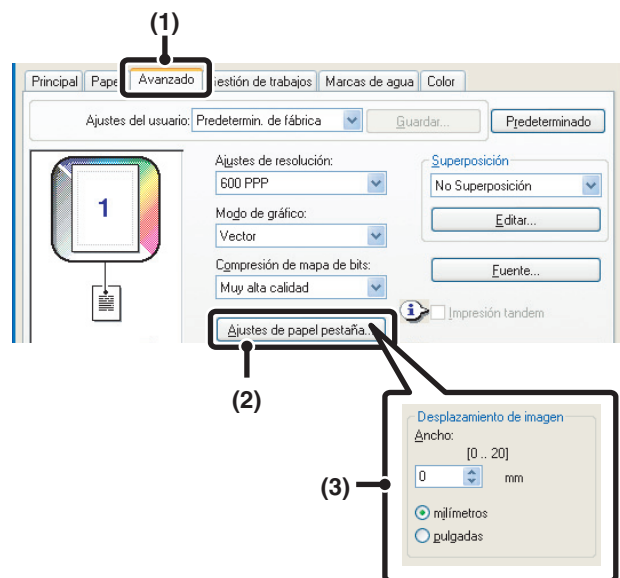 (1)
Principal Pape Avanzado estión de trabajos Marcas de agua Color
Ajustes del usuario: Predetermin. de fábrica Guardar... Predeterminado
Ajustes de resolución:
600 PPP
Modo de gráfico:
Vector
Compresión de mapa de bits:
Muy alta calidad
Ajustes de papel pestaña...
Superposición
No Superposición
Editar...
Fuente...
Impresión tandem
1
(2)
(3)
Desplazamiento de imagen
Ancho:
[0 .. 20]
0 mm
milímetros
pulgadas